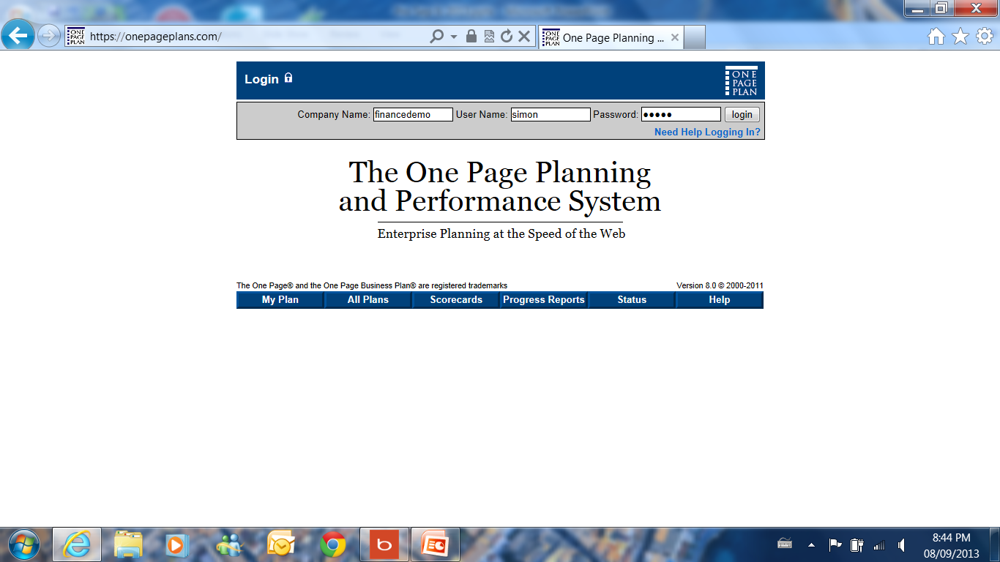 https://onepageplans.com/
ONE PAGE PLAN
One Page Planning ...
Login
ONE
PAGE
PLAN
Company Name: financedemo User Name: simon Password: ●●●●● login
Need Help Logging In?
The One Page Planning
and Performance System
Enterprise Planning at the Speed of the Web
The One Page® and the One Page Business Plan® are registered trademarks Version 8.0 © 2000-2011
My Plan All Plans Scorecards Progress Reports Status Help
b
8:44 PM
08/09/2013